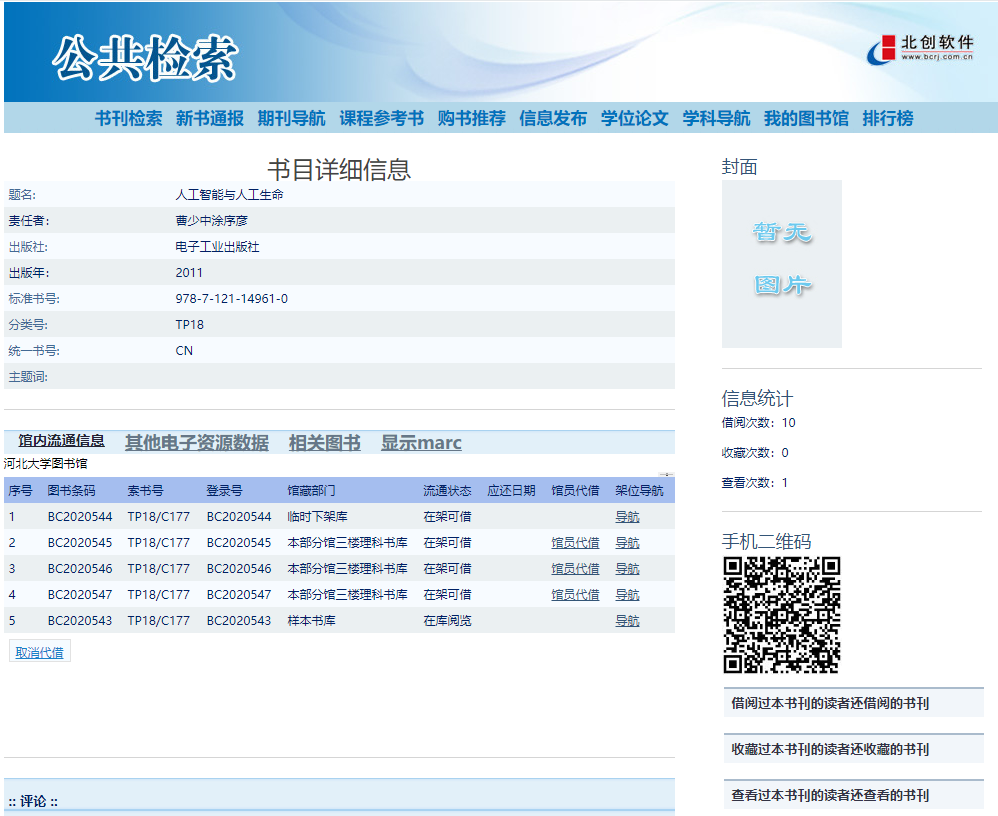 公共检索
北创软件
www.bcrj.com.cn
书刊检索 新书通报 期刊导航 课程参考书 购书推荐 信息发布 学位论文 学科导航 我的图书馆 排行榜
书目详细信息
题名: 人工智能与人工生命
责任者: 曹少中涂序彦
出版社: 电子工业出版社
出版年: 2011
标准书号: 978-7-121-14961-0
分类号: TP18
统一书号: CN
主题词:
馆内流通信息 其他电子资源数据 相关图书 显示marc
河北大学图书馆
序号 图书条码 索书号 登录号 馆藏部门 流通状态 应还日期 馆员代借 架位导航
1 BC2020544 TP18/C177 BC2020544 临时下架库 在架可借 导航
2 BC2020545 TP18/C177 BC2020545 本部分馆三楼理科书库 在架可借 馆员代借 导航
3 BC2020546 TP18/C177 BC2020546 本部分馆三楼理科书库 在架可借 馆员代借 导航
4 BC2020547 TP18/C177 BC2020547 本部分馆三楼理科书库 在架可借 馆员代借 导航
5 BC2020543 TP18/C177 BC2020543 样本书库 在库阅览 导航
取消代借
:: 评论 ::
封面
暂无
图片
信息统计
借阅次数: 10
收藏次数: 0
查看次数: 1
手机二维码
借阅过本书刊的读者还借阅的书刊
收藏过本书刊的读者还收藏的书刊
查看过本书刊的读者还查看的书刊